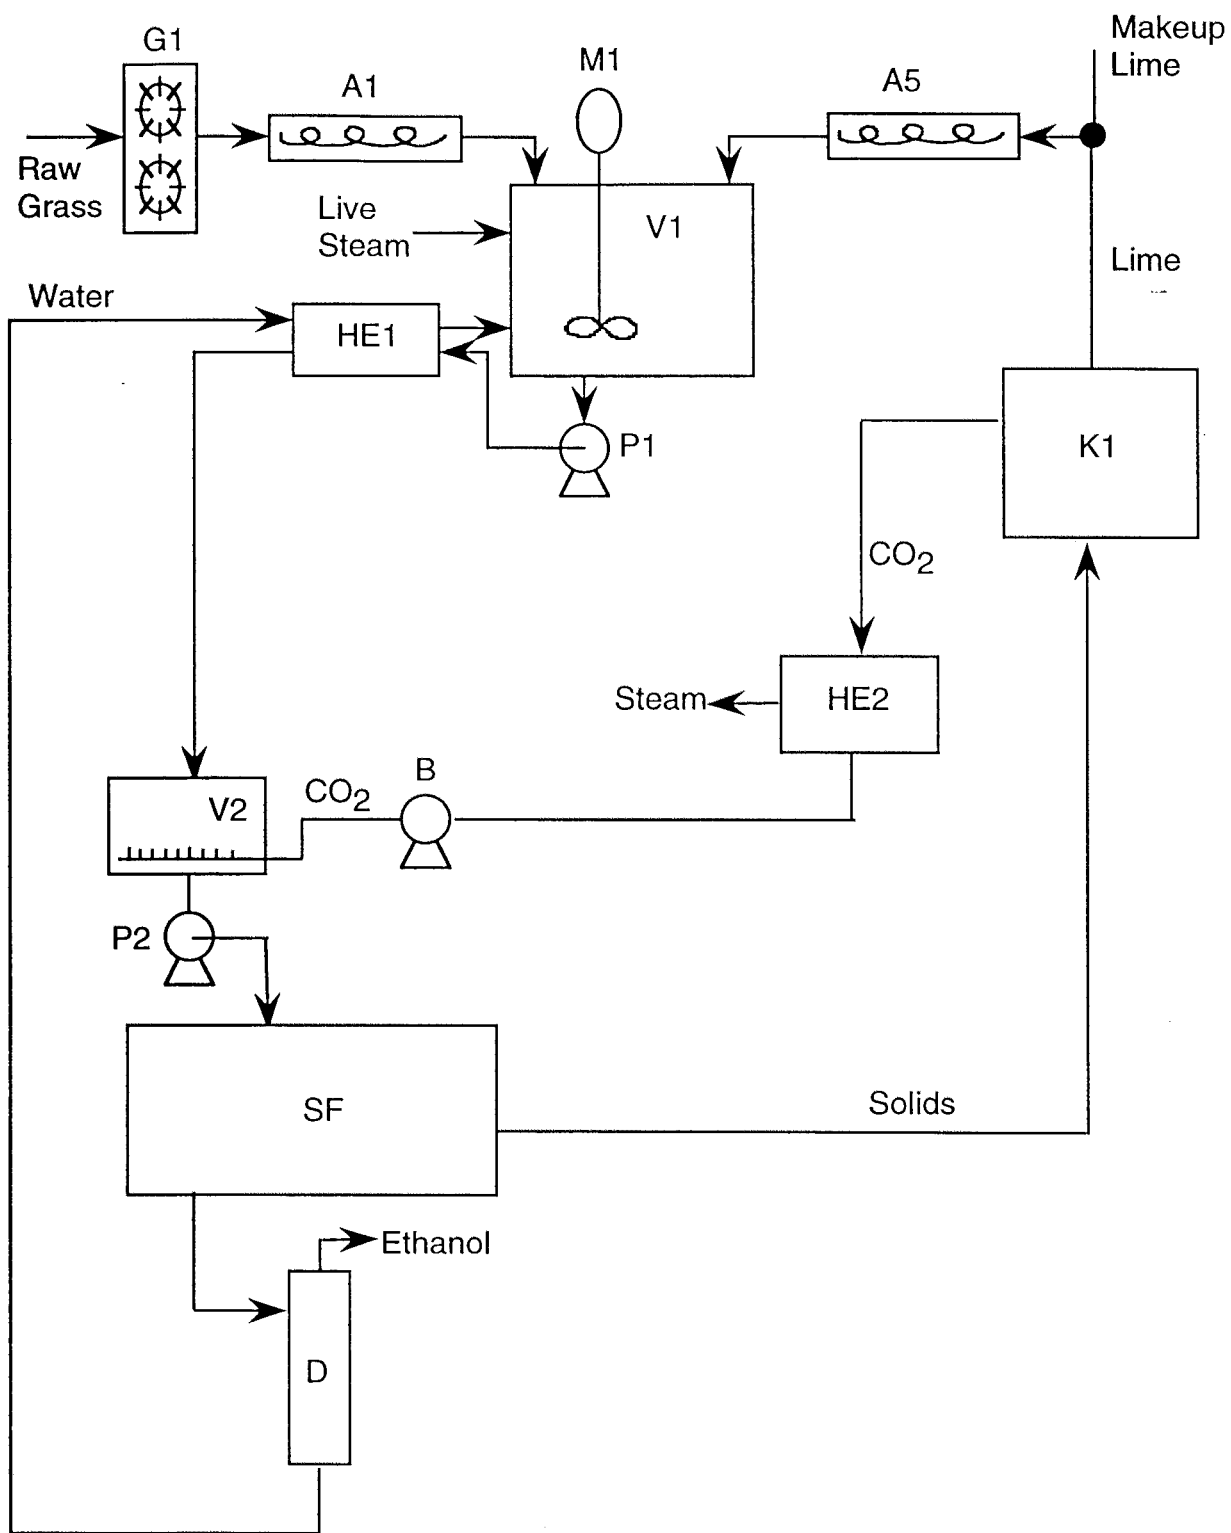 Makeup
Lime
G1
M1
A1
A5
Raw
Grass
Live
Steam
V1
Lime
Water
HE1
P1
K1
CO2
Steam
HE2
B
CO2
V2
P2
Solids
SF
Ethanol
D